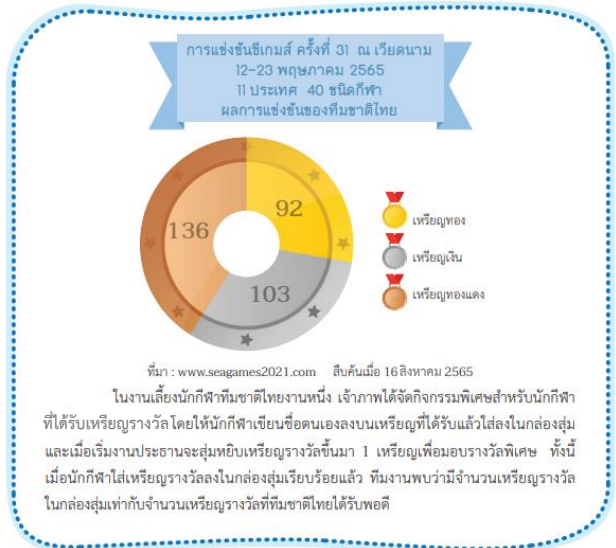 การแข่งขันซีเกมส์ ครั้งที่ 31 ณ เวียดนาม
12-23 พฤษภาคม 2565
11 ประเทศ 40 ชนิดกีฬา
ผลการแข่งขันของทีมชาติไทย
92
136
103
เหรียญทอง
เหรียญเงิน
เหรียญทองแดง
ที่มา : www.seagames2021.com สืบค้นเมื่อ 16 สิงหาคม 2565
ในงานเลี้ยงนักกีฬาทีมชาติไทยงานหนึ่ง เจ้าภาพได้จัดกิจกรรมพิเศษสำหรับนักกีฬา
ที่ได้รับเหรียญรางวัล โดยให้นักกีฬาเขียนชื่อตนเองลงบนเหรียญที่ได้รับแล้วใส่ลงในกล่องสุ่ม
และเมื่อเริ่มงานประธานจะสุ่มหยิบเหรียญรางวัลขึ้นมา 1 เหรียญเพื่อมอบรางวัลพิเศษ ทั้งนี้
เมื่อนักกีฬาใส่เหรียญรางวัลลงในกล่องสุ่มเรียบร้อยแล้ว ทีมงานพบว่ามีจำนวนเหรียญรางวัล
ในกล่องสุ่มเท่ากับจำนวนเหรียญรางวัลที่ทีมชาติไทยได้รับพอดี